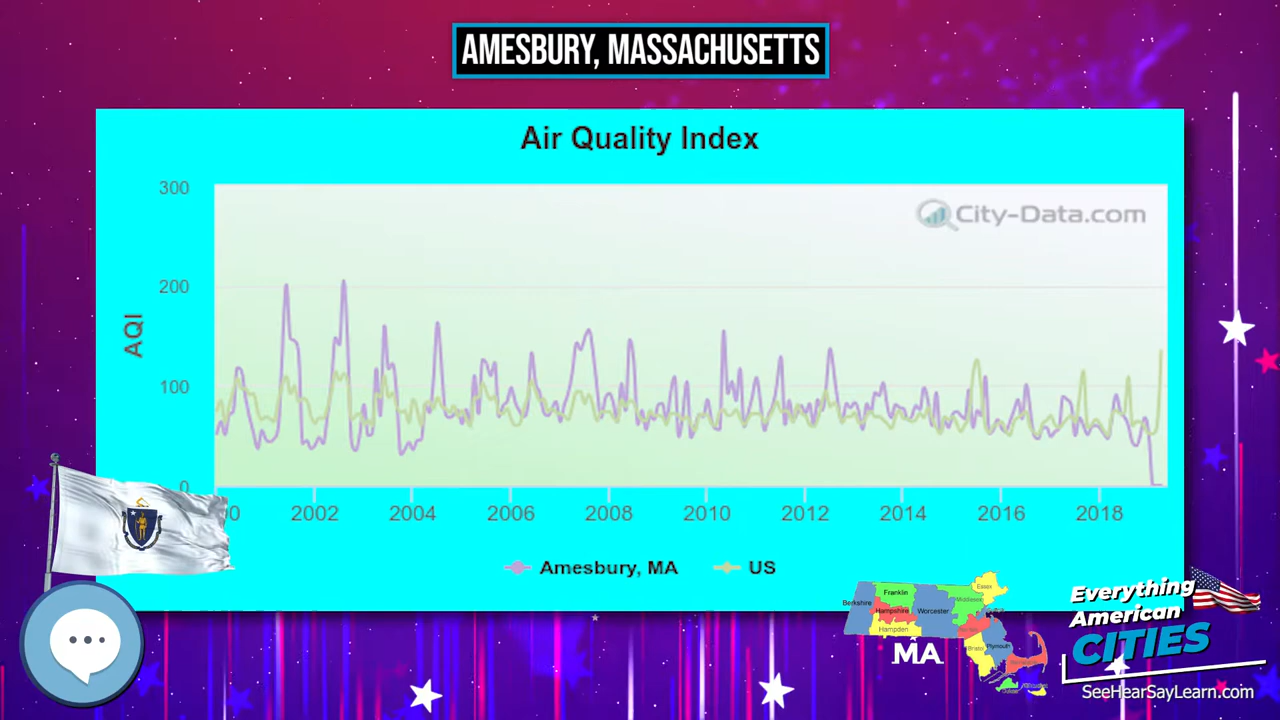 AMESBURY, MASSACHUSETTS
Air Quality Index
City-Data.com
300
200
100
0
AQI
00 2002 2004 2006 2008 2010 2012 2014 2016 2018
Amesbury, MA US
Essex
Franklin
Middlesex
Berkshire
Hampshire
Worcester
Hampden
Plymouth
Bristol
MA
Everything
American
CITIES
SeeHearSayLearn.com